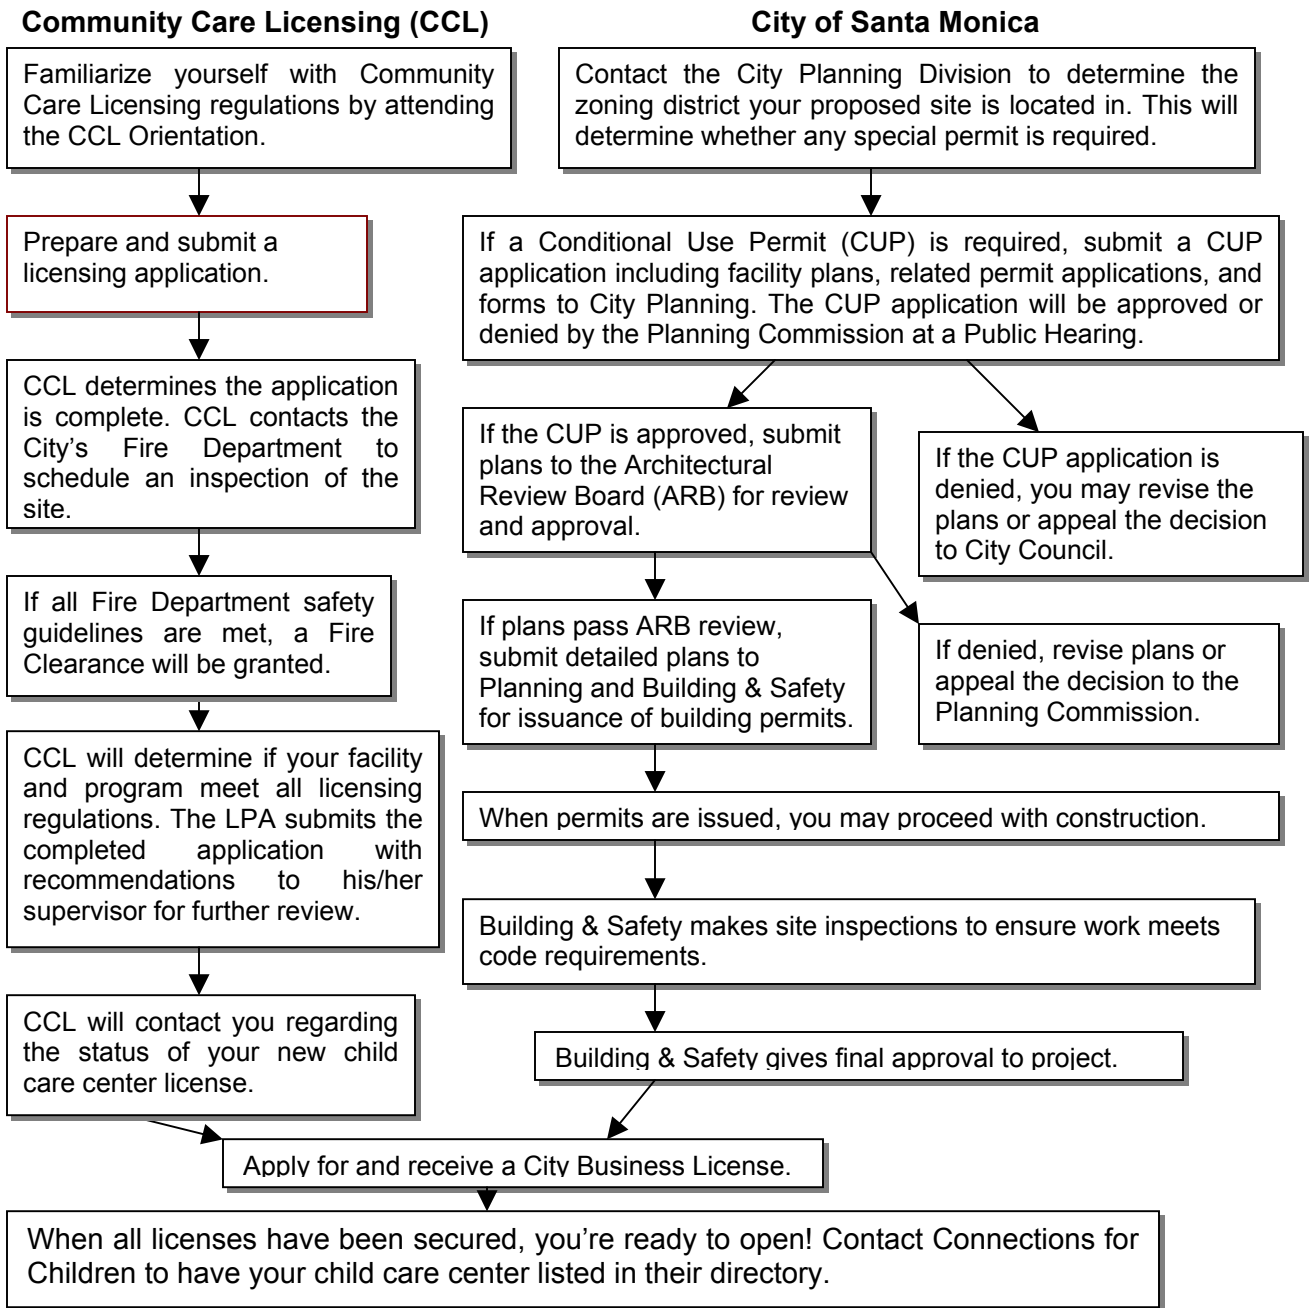 Community Care Licensing (CCL)
Familiarize yourself with Community
Care Licensing regulations by attending
the CCL Orientation.
Prepare and submit a
licensing application.
CCL determines the application
is complete. CCL contacts the
City’s Fire Department to
schedule an inspection of the
site.
If all Fire Department safety
guidelines are met, a Fire
Clearance will be granted.
CCL will determine if your facility
and program meet all licensing
regulations. The LPA submits the
completed application with
recommendations to his/her
supervisor for further review.
CCL will contact you regarding
the status of your new child
care center license.
City of Santa Monica
Contact the City Planning Division to determine the
zoning district your proposed site is located in. This will
determine whether any special permit is required.
If a Conditional Use Permit (CUP) is required, submit a CUP
application including facility plans, related permit applications, and
forms to City Planning. The CUP application will be approved or
denied by the Planning Commission at a Public Hearing.
If the CUP is approved, submit
plans to the Architectural
Review Board (ARB) for review
and approval.
If the CUP application is
denied, you may revise the
plans or appeal the decision
to City Council.
If plans pass ARB review,
submit detailed plans to
Planning and Building & Safety
for issuance of building permits.
If denied, revise plans or
appeal the decision to the
Planning Commission.
When permits are issued, you may proceed with construction.
Building & Safety makes site inspections to ensure work meets
code requirements.
Building & Safety gives final approval to project.
Apply for and receive a City Business License.
When all licenses have been secured, you’re ready to open! Contact Connections for
Children to have your child care center listed in their directory.